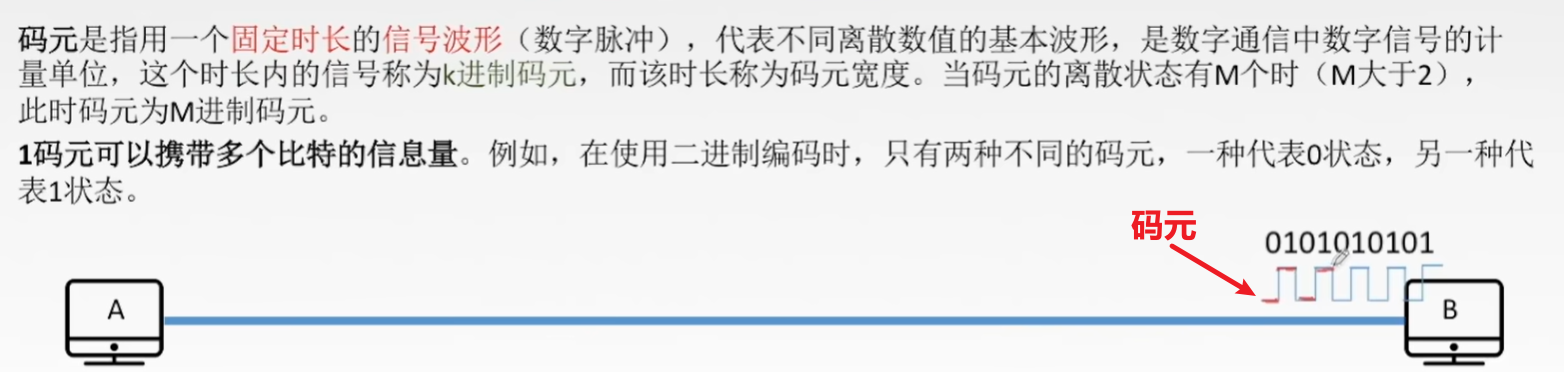 码元是指用一个固定时长的信号波形（数字脉冲），代表不同离散数值的基本波形，是数字通信中数字信号的计
量单位，这个时长内的信号称为k进制码元，而该时长称为码元宽度。当码元的离散状态有M个时（M大于2），
此时码元为M进制码元。
1码元可以携带多个比特的信息量。例如，在使用二进制编码时，只有两种不同的码元，一种代表0状态，另一种代
表1状态。
码元
0101010101
A
B